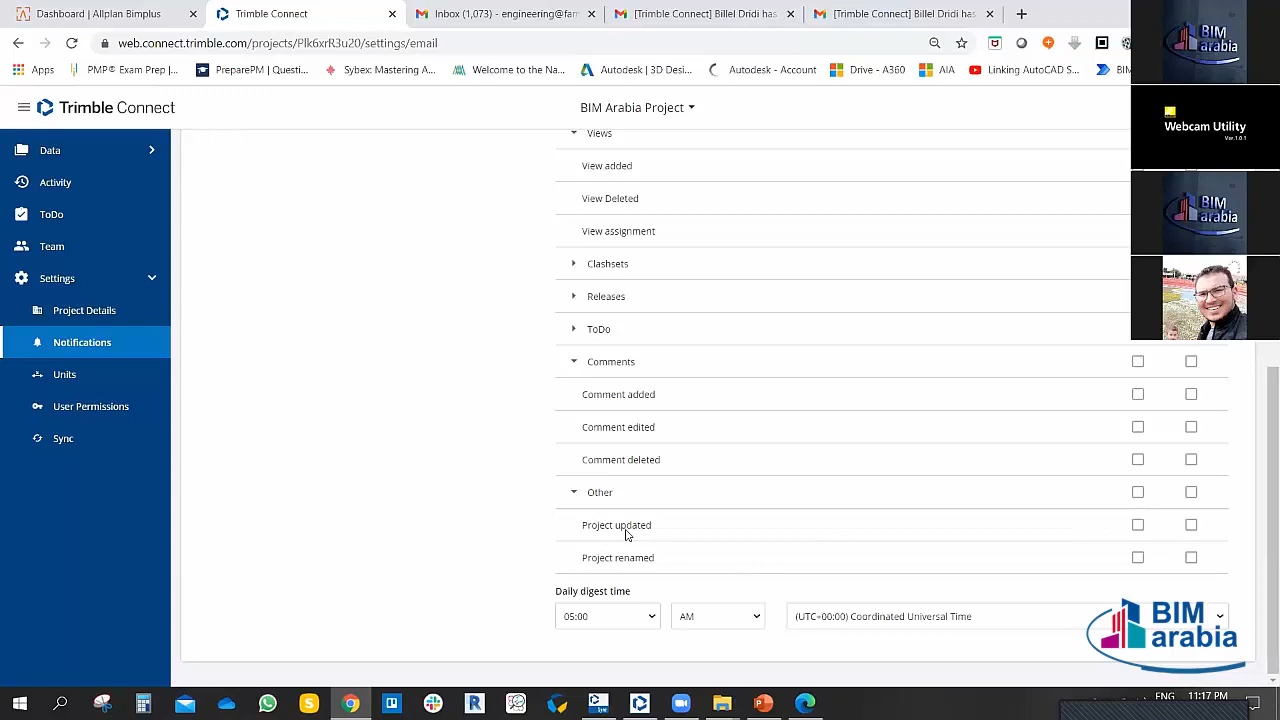 Dashboard | Allplan Bimplus
Trimble Connect
Inbox (1,073) - engineering@fam
[Trimble Connect] Billel Dridi has
[Trimble Connect] Billel Dridi has
web.connect.trimble.com/projects/Plk6xrR3u20/settings/email
Apps
PMP® Exam Prep |...
PreparePM | Questi...
Sybex: Mastering ...
Welcome to the Na...
Autodesk | 3D Desi...
Autodesk - Account
Drive - A360
AIA
Linking AutoCAD S...
BIM
Trimble Connect
BIM Arabia Project
Data
Activity
ToDo
Team
Settings
Project Details
Notifications
Units
User Permissions
Sync
Views
View added
View Deleted
View assignment
Clashsets
Releases
ToDo
Comments
Comment added
Comment edited
Comment deleted
Other
Project updated
Project renamed
Daily digest time
05:00
AM
(UTC+00:00) Coordinated Universal Time
BIM
arabia
Webcam Utility
Ver.1.0.1
BIM
arabia
BIM
arabia
ENG
11:17 PM